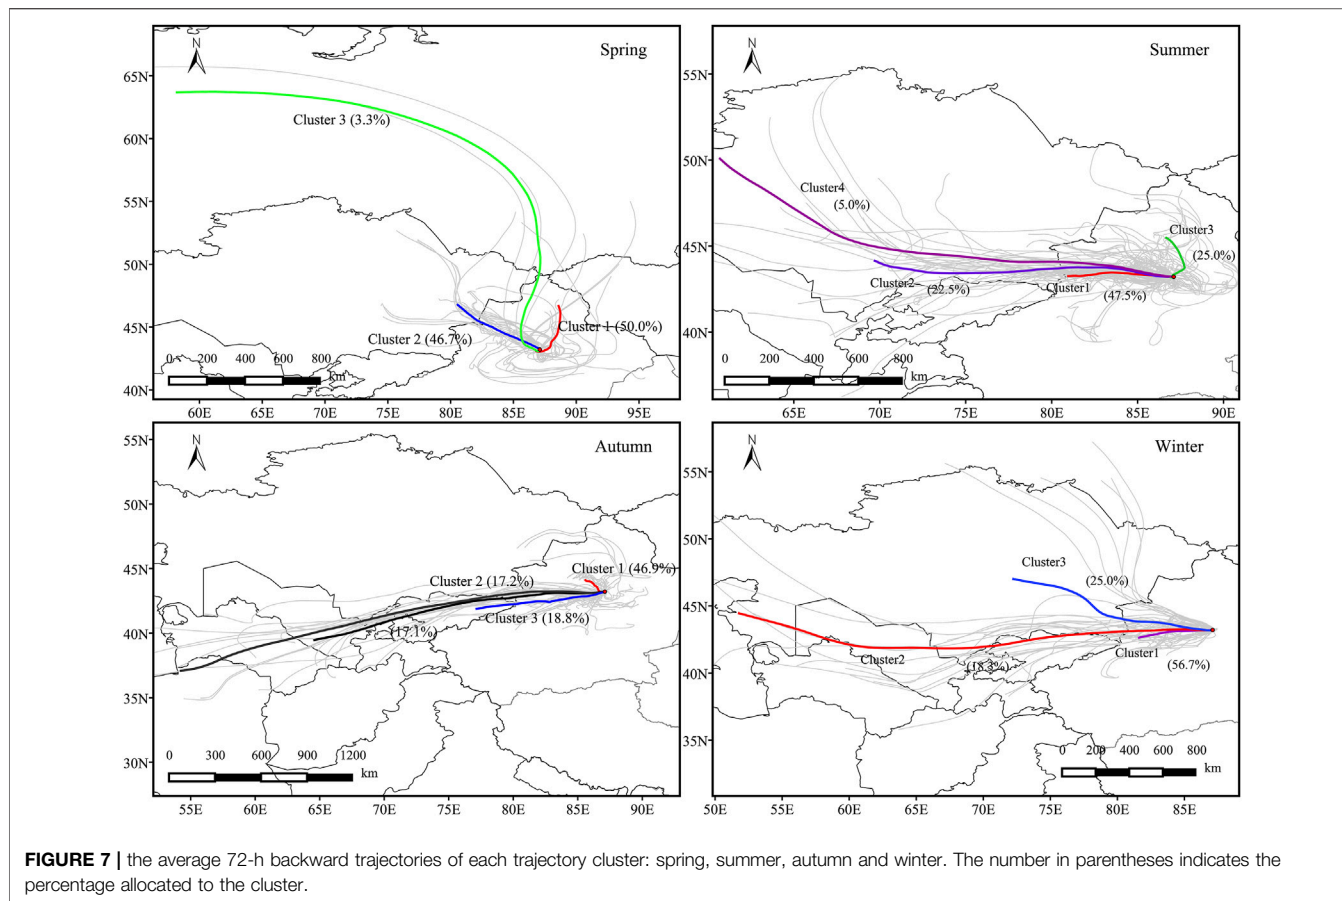 N
Spring
65N
60N
55N
50N
45N
40N
Cluster 3 (3.3%)
Cluster 1 (50.0%)
Cluster 2 (46.7%)
0 200 400 600 800
km
60E 65E 70E 75E 80E 85E 90E 95E
N
Summer
55N
50N
45N
40N
Cluster4
(5.0%)
Cluster3
(25.0%)
Cluster2
(22.5%)
Cluster1
(47.5%)
0 200 400 600 800
km
65E 70E 75E 80E 85E 90E
N
Autumn
55N
50N
45N
40N
35N
30N
Cluster 1 (46.9%)
Cluster 2 (17.2%)
Cluster 3 (18.8%)
(17.1%)
0 300 600 900 1200
km
55E 60E 65E 70E 75E 80E 85E 90E
N
Winter
55N
50N
45N
40N
35N
Cluster3
(25.0%)
Cluster2
(18.3%)
Cluster1
(56.7%)
0 200 400 600 800
km
50E 55E 60E 65E 70E 75E 80E 85E
FIGURE 7 | the average 72-h backward trajectories of each trajectory cluster: spring, summer, autumn and winter. The number in parentheses indicates the
percentage allocated to the cluster.